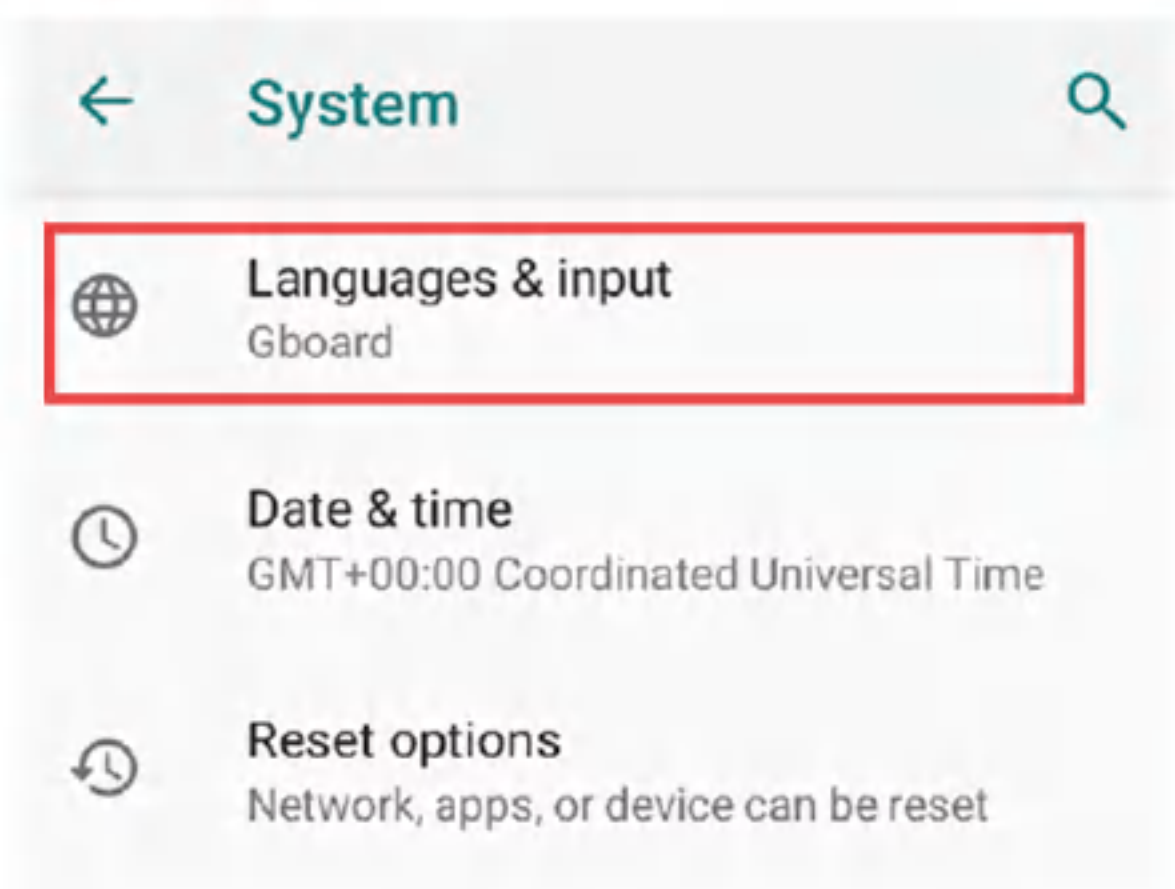 System
Languages & input
Gboard
Date & time
GMT+00:00 Coordinated Universal Time
Reset options
Network, apps, or device can be reset